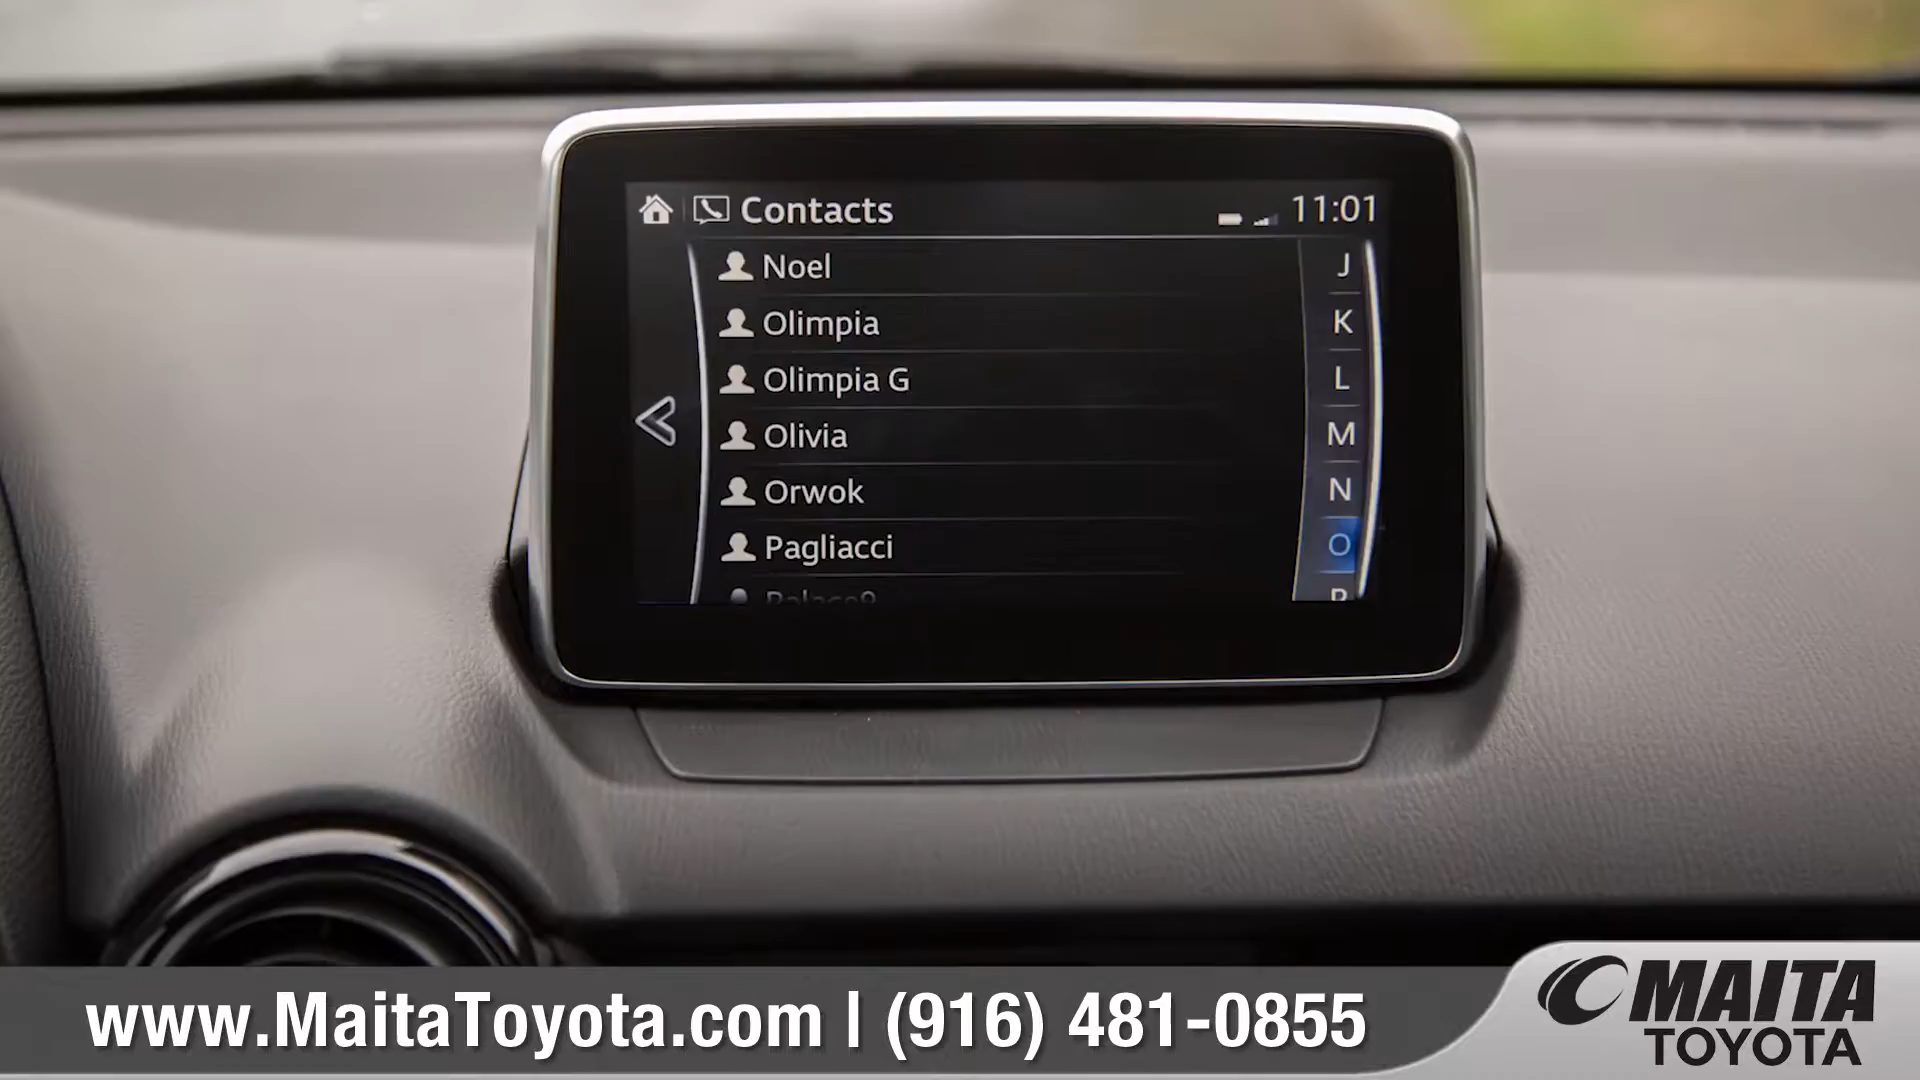 Contacts 11:01
Noel
Olimpia
Olimpia G
Olivia
Orwok
Pagliacci
J
K
L
M
N
O
P
www.MaitaToyota.com | (916) 481-0855
MAITA
TOYOTA